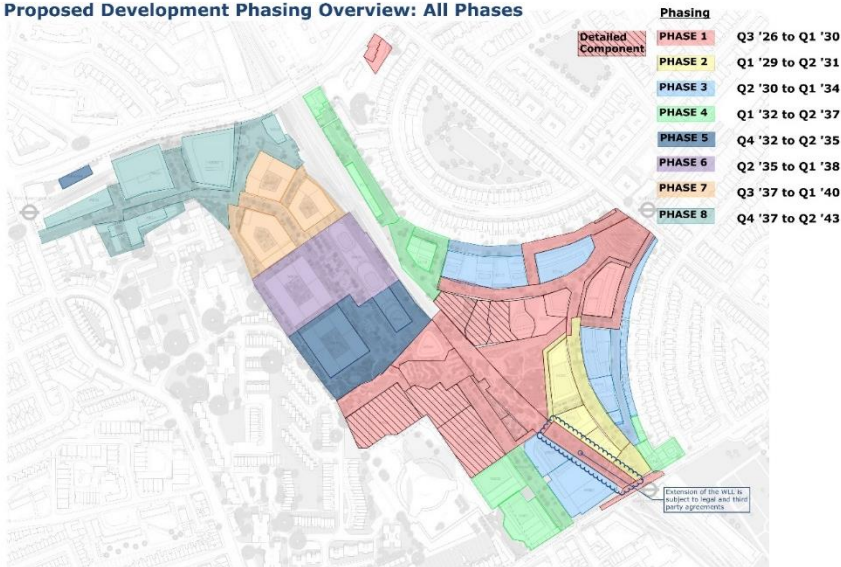 Proposed Development Phasing Overview: All Phases
Phasing
Detailed
Component
PHASE 1 Q3 '26 to Q1 '30
PHASE 2 Q1 '29 to Q2 '31
PHASE 3 Q2 '30 to Q1 '34
PHASE 4 Q1 '32 to Q2 '37
PHASE 5 Q4 '32 to Q2 '35
PHASE 6 Q2 '35 to Q1 '38
PHASE 7 Q3 '37 to Q1 '40
PHASE 8 Q4 '37 to Q2 '43
Extension of the WLL is
subject to legal and third
party agreements